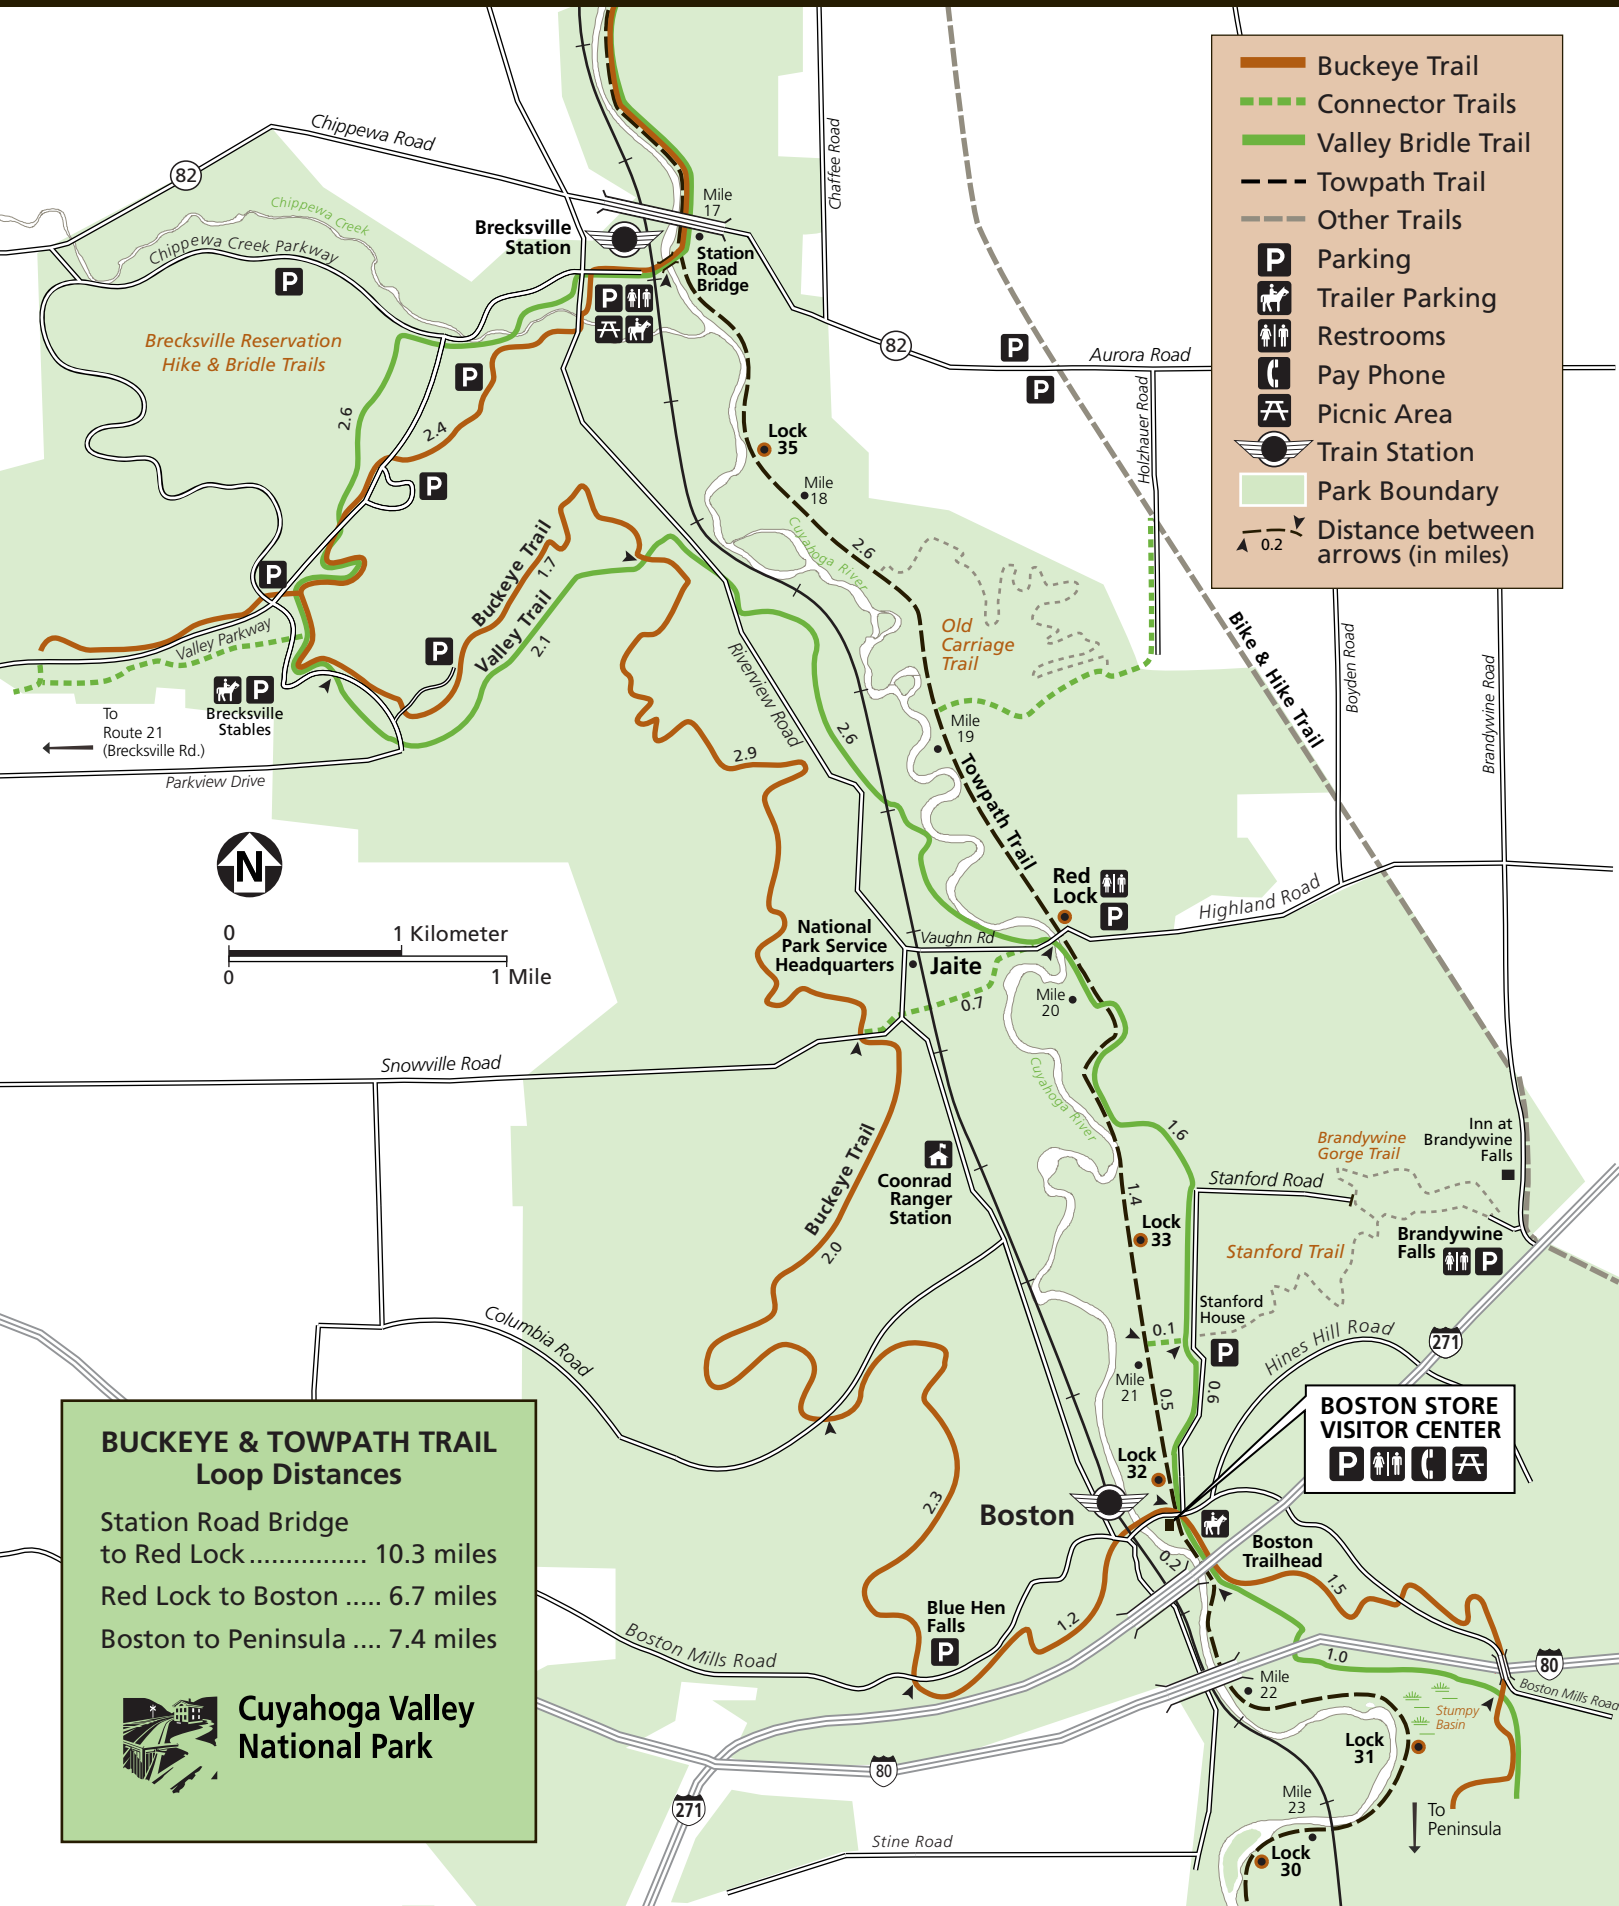 Chippewa Road
82
Chippewa Creek
Chippewa Creek Parkway
P
Brecksville
Station
Mile
17
Station
Road
Bridge
Chaffee Road
P
Brecksville Reservation
Hike & Bridle Trails
P
2.6
2.4
P
82
P
Aurora Road
P
Holzhauer Road
Lock
35
Mile
18
Cuyahoga River
2.6
Buckeye Trail
Connector Trails
Valley Bridle Trail
Towpath Trail
Other Trails
P Parking
Trailer Parking
Restrooms
Pay Phone
Picnic Area
Train Station
Park Boundary
0.2
Distance between
arrows (in miles)
Buckeye Trail
1.7
Valley Trail
2.1
P
P
Valley Parkway
P
Brecksville
Stables
To
Route 21
(Brecksville Rd.)
Parkview Drive
Riverview Road
2.6
2.9
Old
Carriage
Trail
Mile
19
Towpath Trail
Bike & Hike Trail
Boyden Road
Brandywine Road
N
0
1 Kilometer
0
1 Mile
Red
Lock
P
Highland Road
National
Park Service
Headquarters
Vaughn Rd
Jaite
0.7
Mile
20
Snowville Road
Cuyahoga River
1.6
Buckeye Trail
2.0
Coonrad
Ranger
Station
1.4
Lock
33
Stanford Road
Brandywine
Gorge Trail
Inn at
Brandywine
Falls
Stanford Trail
Brandywine
Falls
P
Stanford
House
0.1
P
Hines Hill Road
271
Mile
21
0.5
0.6
Columbia Road
BOSTON STORE
VISITOR CENTER
P
Lock
32
Boston
2.3
Boston
Trailhead
0.2
1.5
Blue Hen
Falls
P
1.2
Boston Mills Road
1.0
80
Boston Mills Road
Mile
22
Stumpy
Basin
Lock
31
Mile
23
To
Peninsula
Lock
30
80
271
Stine Road
BUCKEYE & TOWPATH TRAIL
Loop Distances
Station Road Bridge
to Red Lock................ 10.3 miles
Red Lock to Boston ..... 6.7 miles
Boston to Peninsula .... 7.4 miles
Cuyahoga Valley
National Park